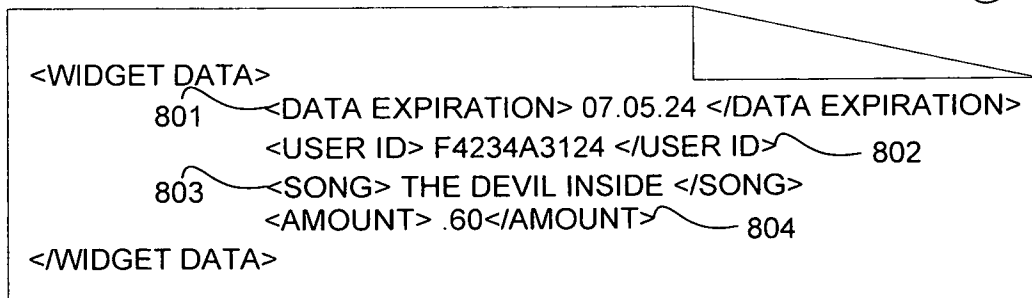 <WIDGET DATA>
801 <DATA EXPIRATION> 07.05.24 </DATA EXPIRATION>
<USER ID> F4234A3124 </USER ID> 802
803 <SONG> THE DEVIL INSIDE </SONG>
<AMOUNT> .60</AMOUNT> 804
</WIDGET DATA>